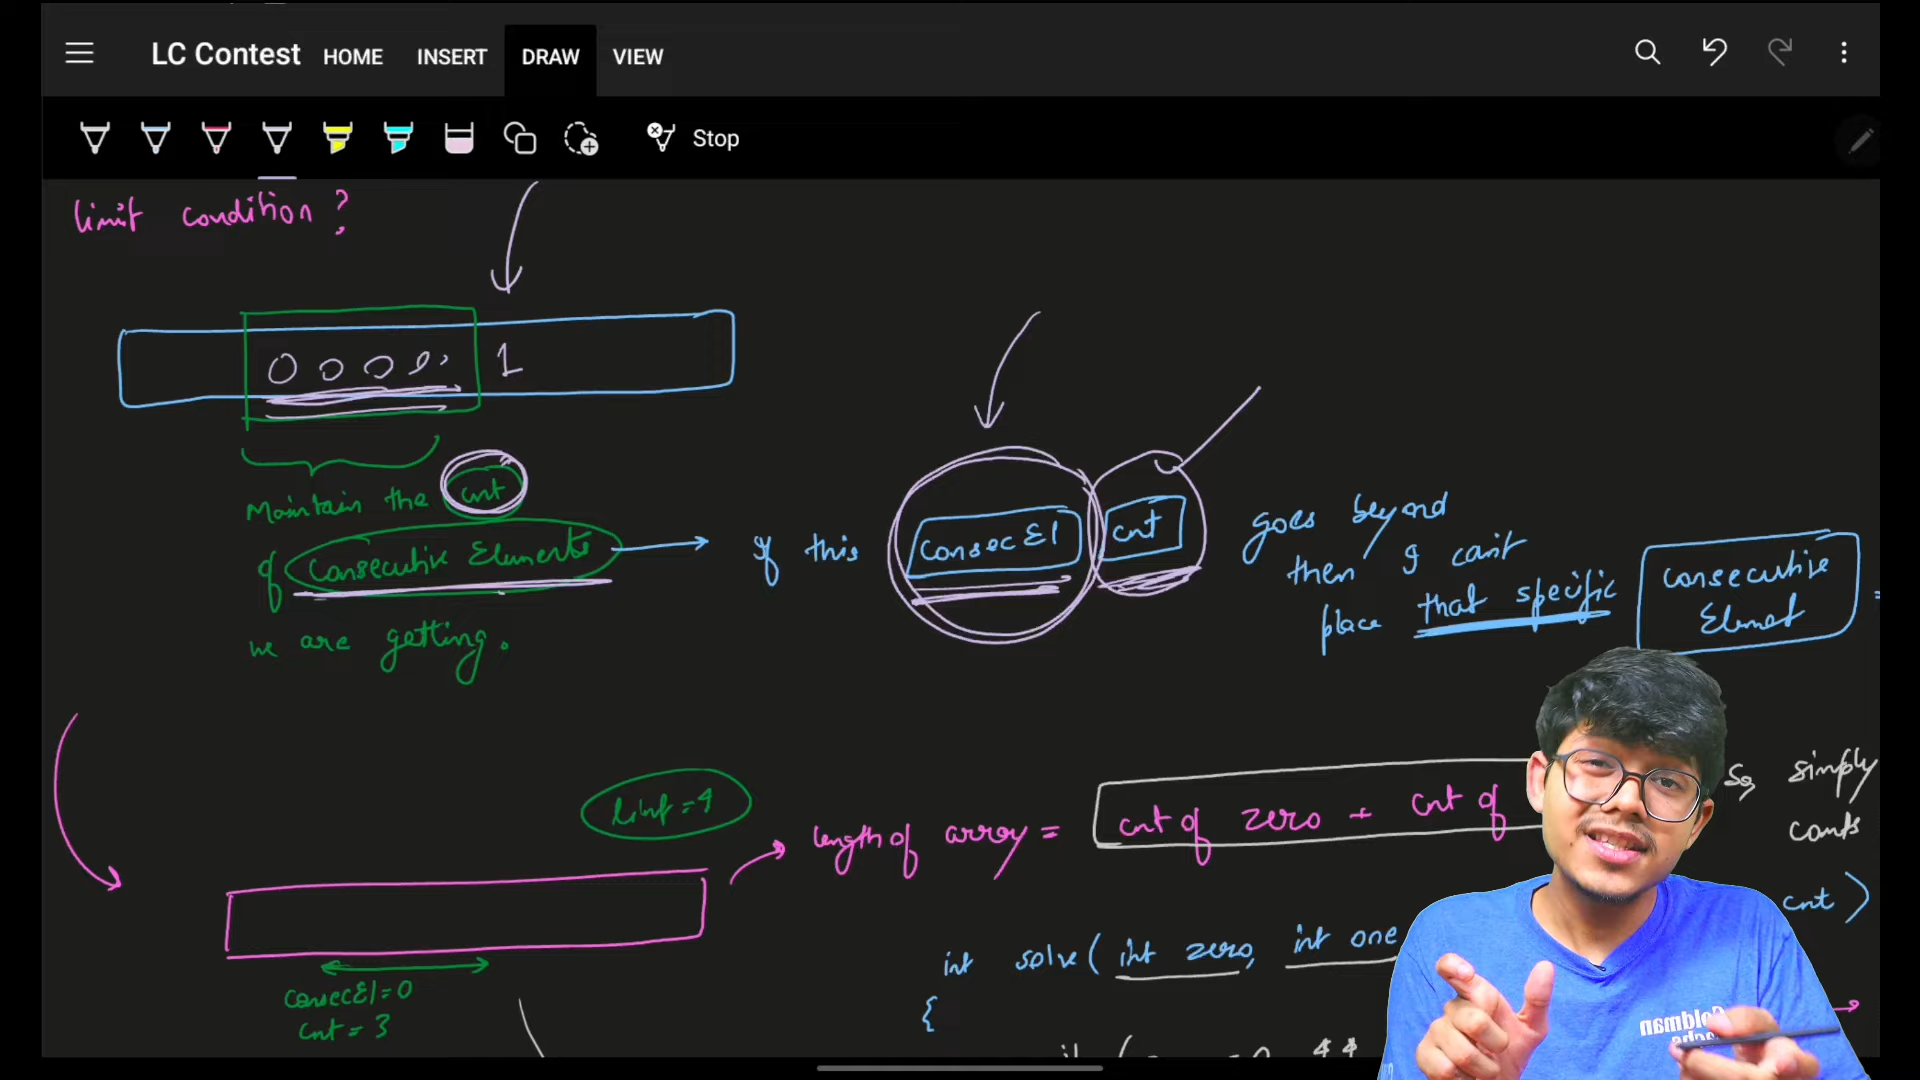 LC Contest HOME INSERT DRAW VIEW
Stop
limit condition?
0 0 0 0 1
Maintain the cnt
of Consecutive Elements
we are getting.
if this consecEl cnt goes beyond
then I can't
place that specific consecutive
Elemet
limit = 4
length of array = cnt of zero + cnt of
So, simply
consecEl = 0
cnt = 3
int solve( int zero, int one
cnt )
{